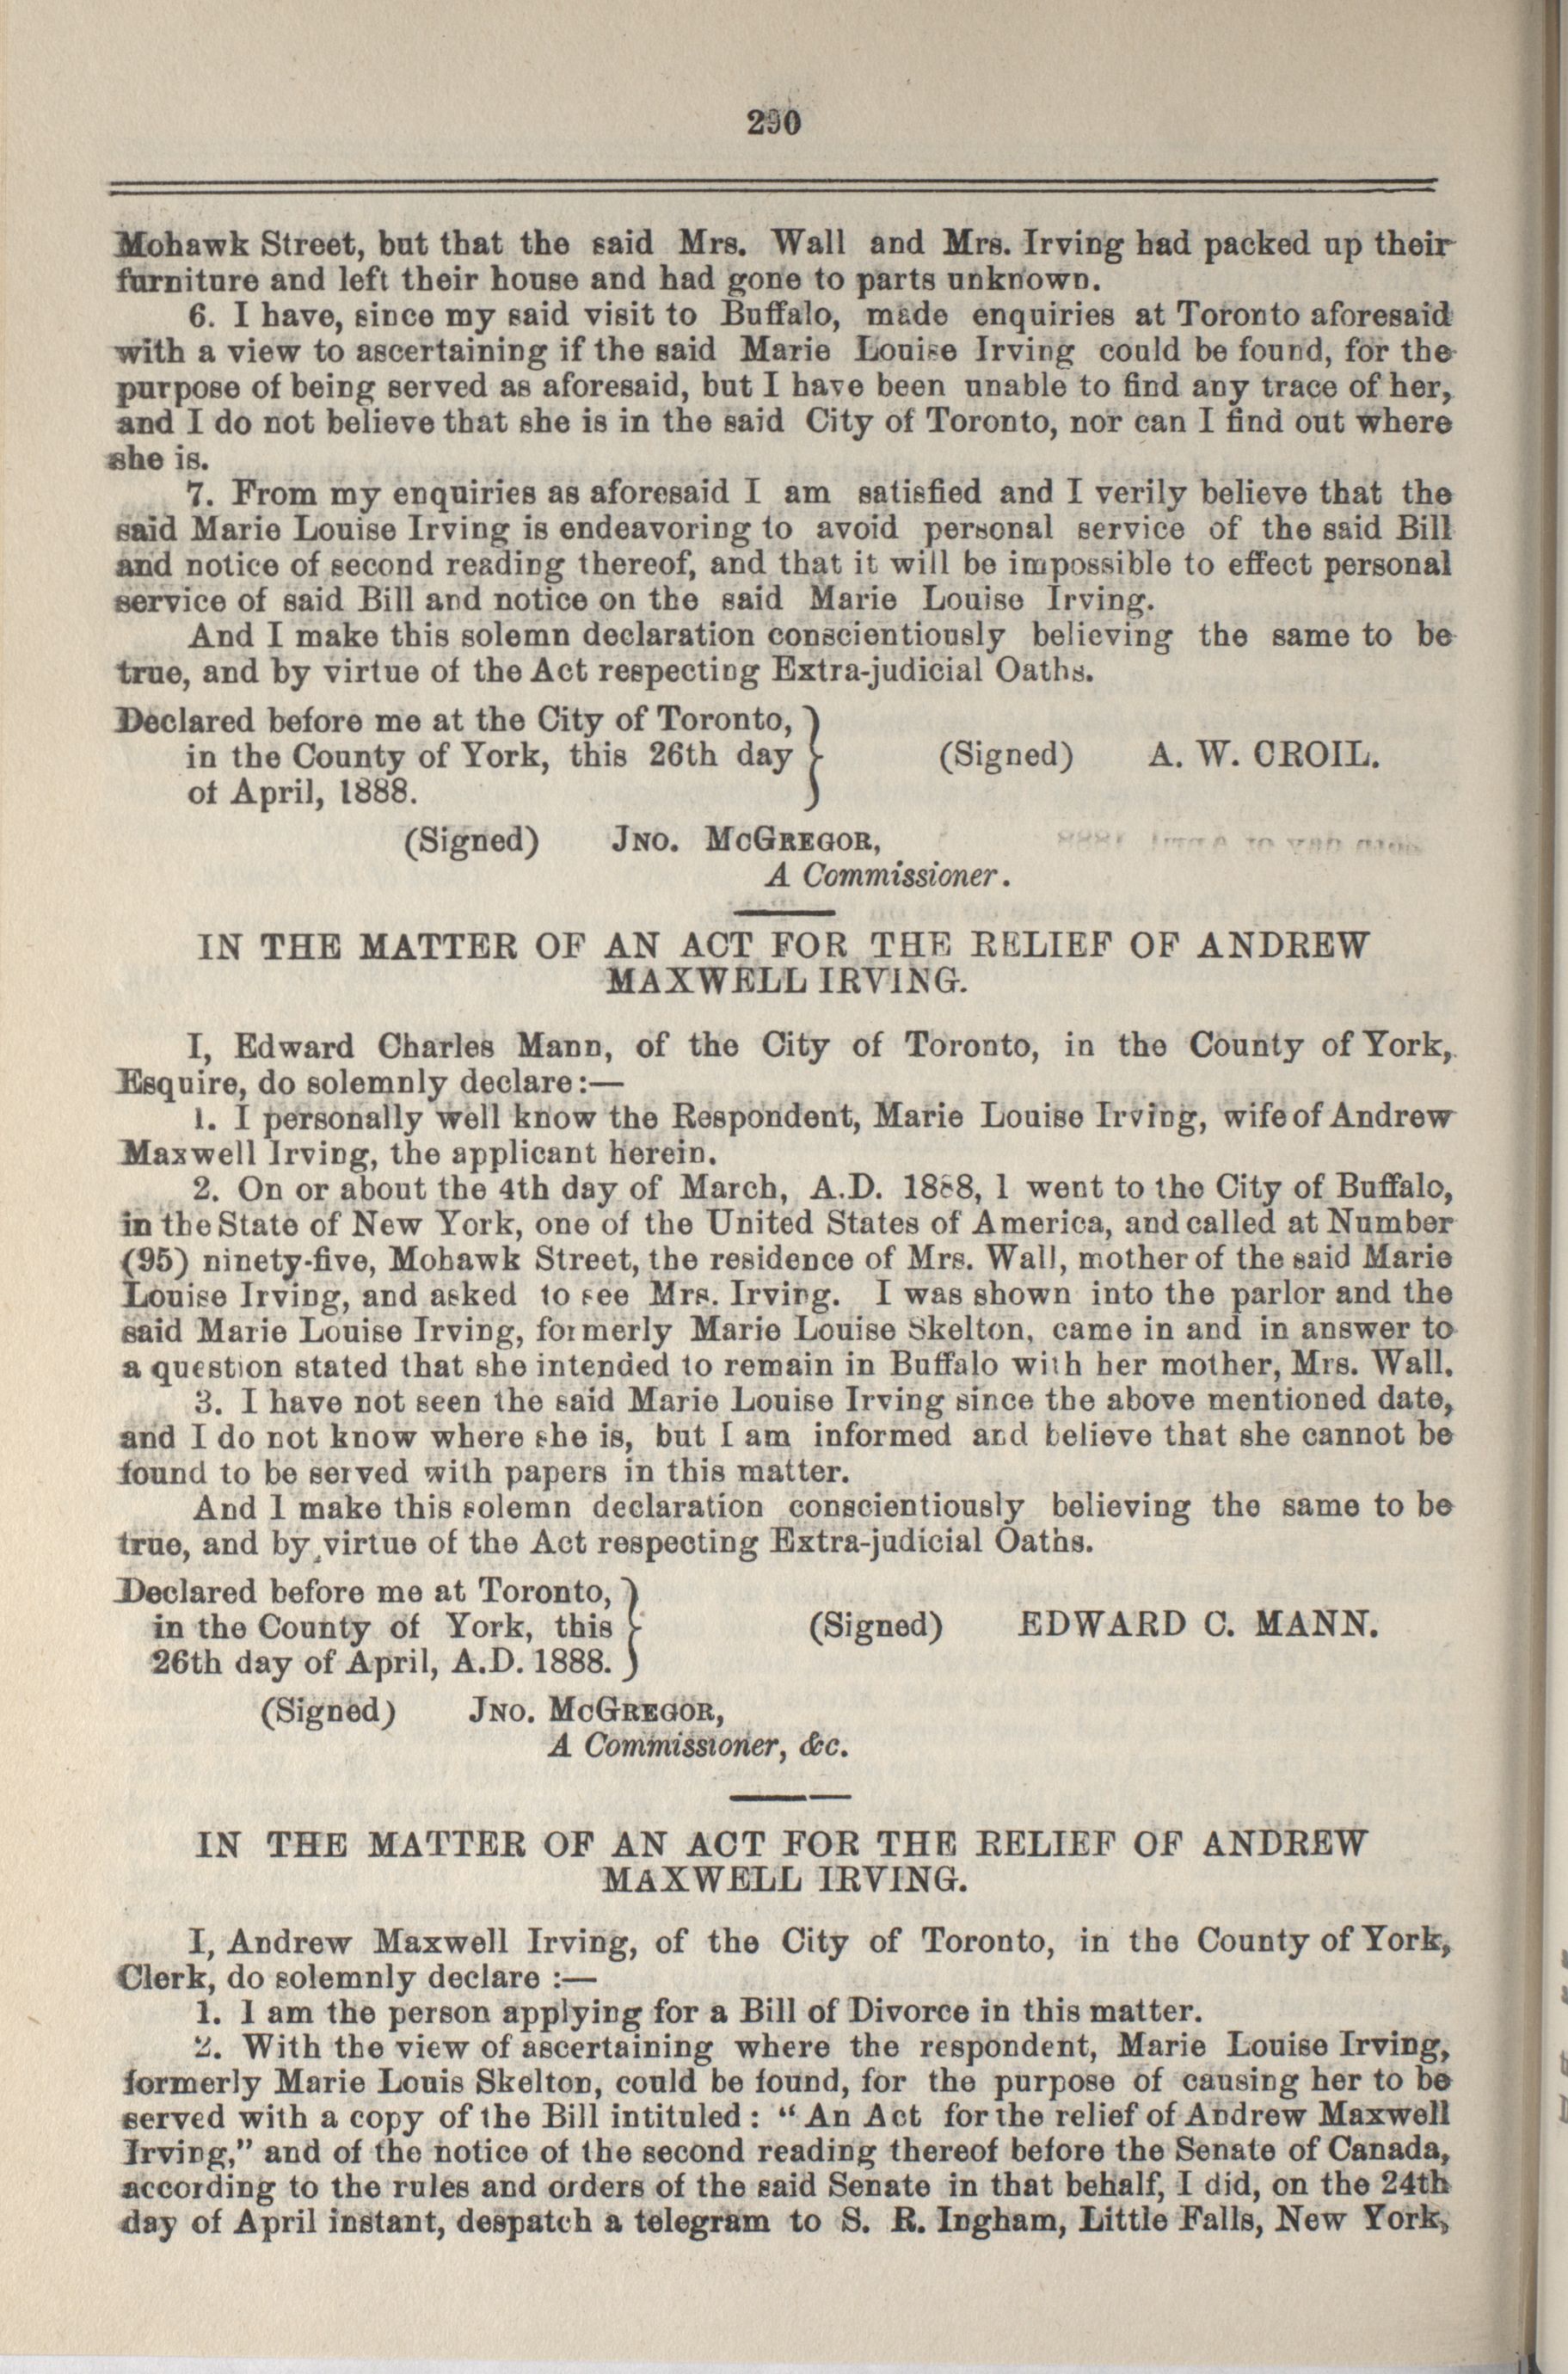 290
Mohawk Street, but that the said Mrs. Wall and Mrs. Irving had packed up their
furniture and left their house and had gone to parts unknown.
6. I have, since my said visit to Buffalo, made enquiries at Toronto aforesaid
with a view to ascertaining if the said Marie Louise Irving could be found, for the
purpose of being served as aforesaid, but I have been unable to find any trace of her,
and I do not believe that she is in the said City of Toronto, nor can I find out where
she is.
7. From my enquiries as aforesaid I am satisfied and I verily believe that the
said Marie Louise Irving is endeavoring to avoid personal service of the said Bill
and notice of second reading thereof, and that it will be impossible to effect personal
service of said Bill and notice on the said Marie Louise Irving.
And I make this solemn declaration conscientiously believing the same to be
true, and by virtue of the Act respecting Extra-judicial Oaths.
Declared before me at the City of Toronto,
in the County of York, this 26th day
of April, 1888.
(Signed) A. W. CROIL.
(Signed) JNO. MCGREGOR,
A Commissioner.
IN THE MATTER OF AN ACT FOR THE RELIEF OF ANDREW
MAXWELL IRVING.
I, Edward Charles Mann, of the City of Toronto, in the County of York,
Esquire, do solemnly declare:—
1. I personally well know the Respondent, Marie Louise Irving, wife of Andrew
Maxwell Irving, the applicant herein.
2. On or about the 4th day of March, A.D. 1888, I went to the City of Buffalo,
in the State of New York, one of the United States of America, and called at Number
(95) ninety-five, Mohawk Street, the residence of Mrs. Wall, mother of the said Marie
Louise Irving, and asked to see Mrs. Irving. I was shown into the parlor and the
said Marie Louise Irving, formerly Marie Louise Skelton, came in and in answer to
a question stated that she intended to remain in Buffalo with her mother, Mrs. Wall.
3. I have not seen the said Marie Louise Irving since the above mentioned date,
and I do not know where she is, but I am informed and believe that she cannot be
found to be served with papers in this matter.
And I make this solemn declaration conscientiously believing the same to be
true, and by virtue of the Act respecting Extra-judicial Oaths.
Declared before me at Toronto,
in the County of York, this
26th day of April, A.D. 1888.
(Signed) EDWARD C. MANN.
(Signed) JNO. MCGREGOR,
A Commissioner, &c.
IN THE MATTER OF AN ACT FOR THE RELIEF OF ANDREW
MAXWELL IRVING.
I, Andrew Maxwell Irving, of the City of Toronto, in the County of York,
Clerk, do solemnly declare :—
1. I am the person applying for a Bill of Divorce in this matter.
2. With the view of ascertaining where the respondent, Marie Louise Irving,
formerly Marie Louis Skelton, could be found, for the purpose of causing her to be
served with a copy of the Bill intituled : " An Act for the relief of Andrew Maxwell
Irving," and of the notice of the second reading thereof before the Senate of Canada,
according to the rules and orders of the said Senate in that behalf, I did, on the 24th
day of April instant, despatch a telegram to S. R. Ingham, Little Falls, New York,